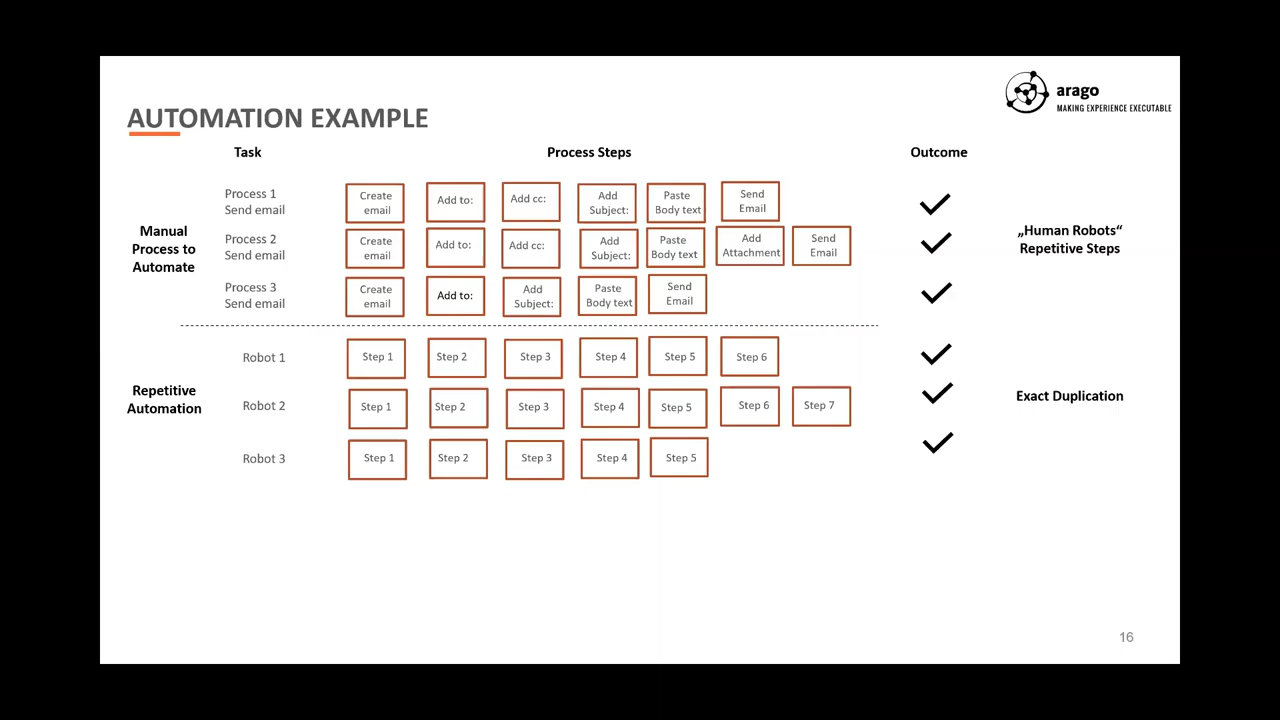 arago
MAKING EXPERIENCE EXECUTABLE
AUTOMATION EXAMPLE
Task
Process Steps
Outcome
Manual
Process to
Automate
Process 1
Send email
Create
email
Add to:
Add cc:
Add
Subject:
Paste
Body text
Send
Email
Process 2
Send email
Create
email
Add to:
Add cc:
Add
Subject:
Paste
Body text
Add
Attachment
Send
Email
Process 3
Send email
Create
email
Add to:
Add
Subject:
Paste
Body text
Send
Email
„Human Robots“
Repetitive Steps
Repetitive
Automation
Robot 1
Step 1
Step 2
Step 3
Step 4
Step 5
Step 6
Robot 2
Step 1
Step 2
Step 3
Step 4
Step 5
Step 6
Step 7
Robot 3
Step 1
Step 2
Step 3
Step 4
Step 5
Exact Duplication
16